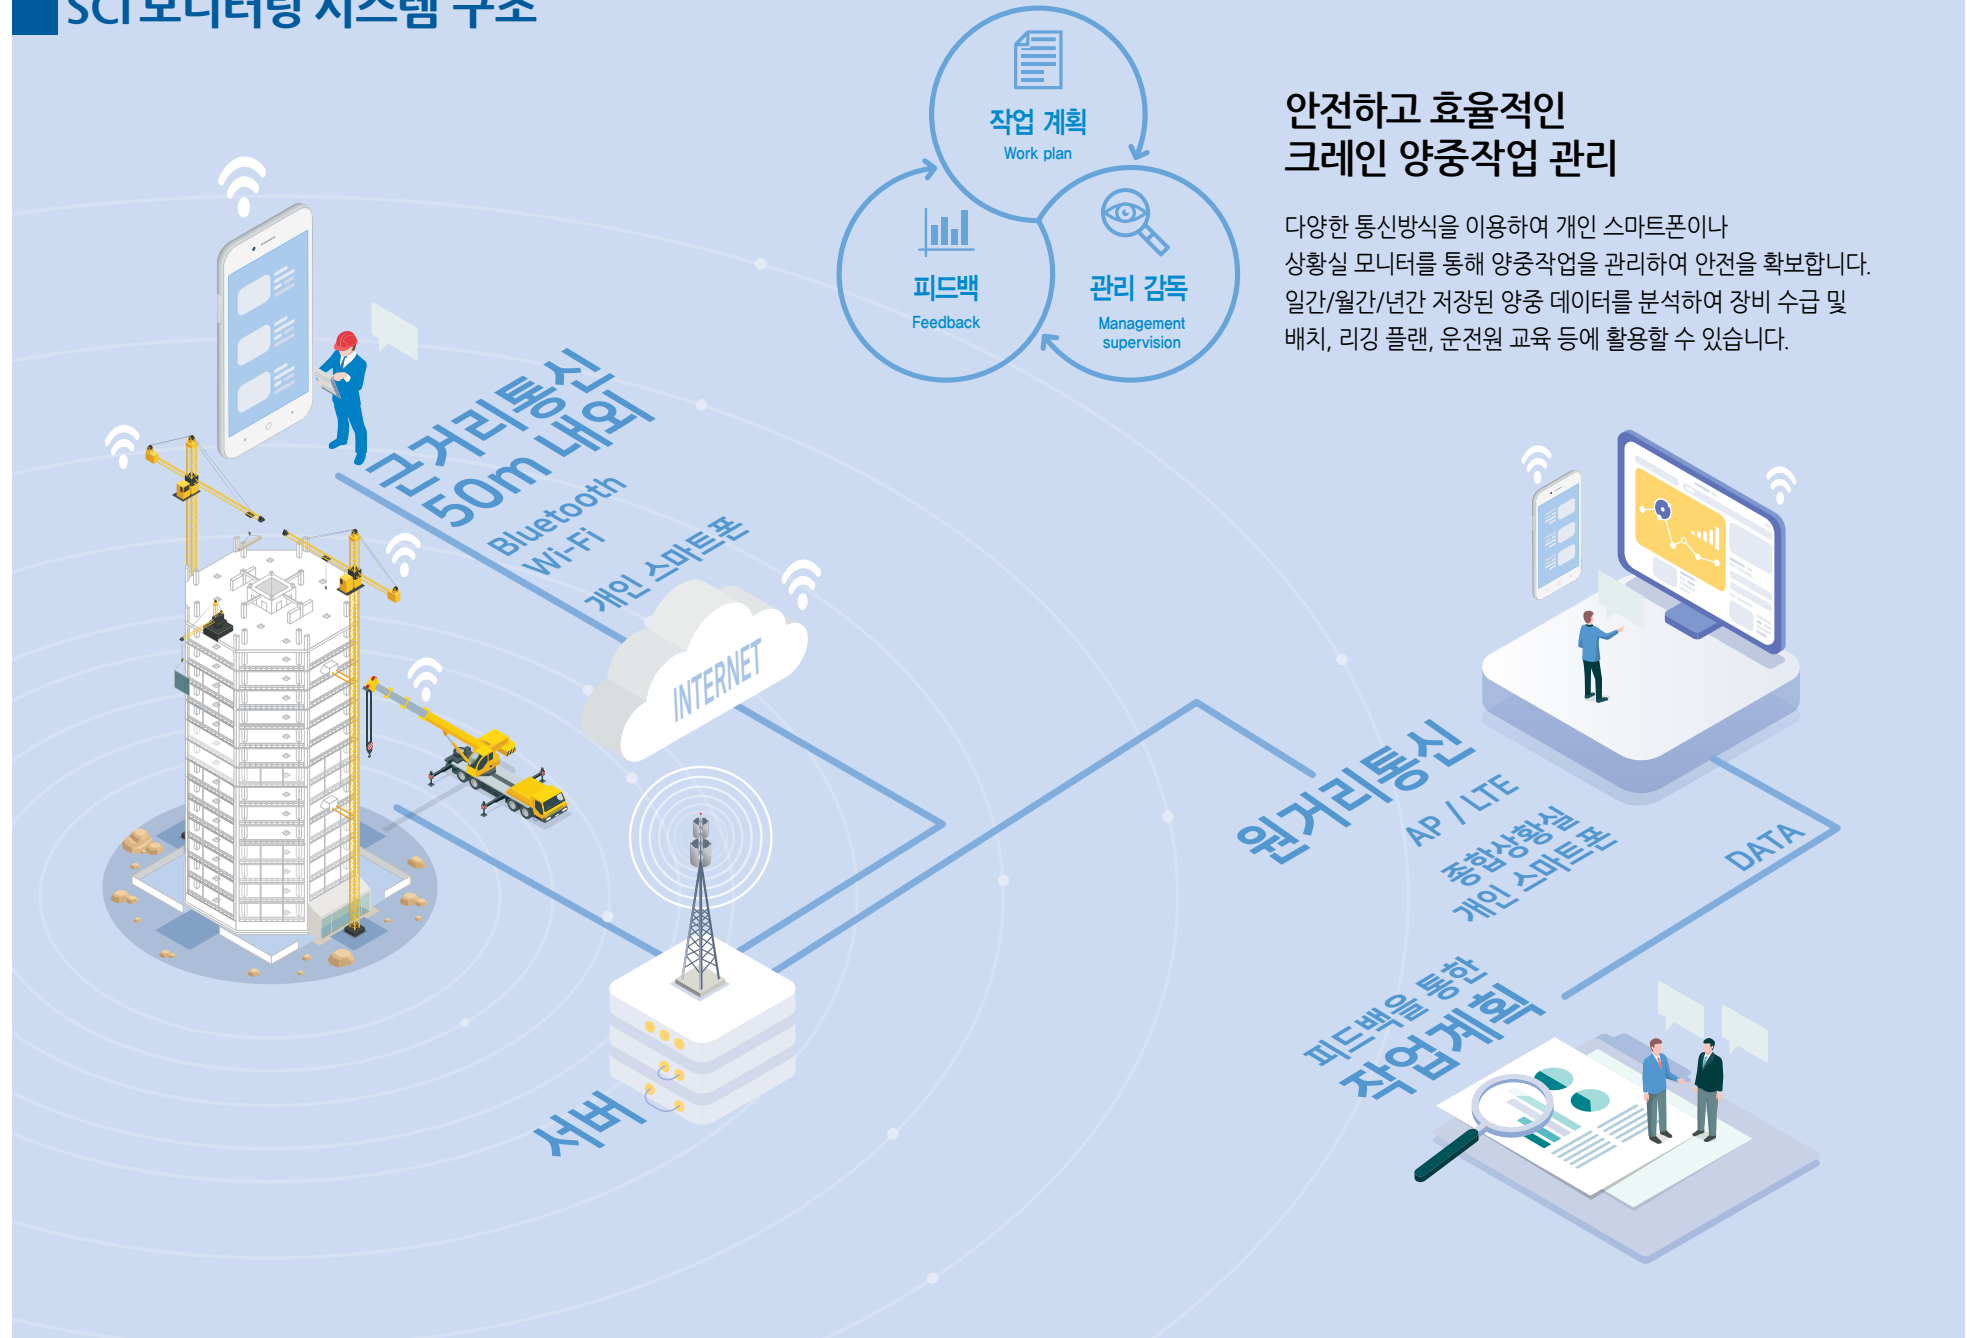 SCI 모니터링 시스템 구조
작업 계획
Work plan
피드백
Feedback
관리 감독
Management
supervision
안전하고 효율적인
크레인 양중작업 관리
다양한 통신방식을 이용하여 개인 스마트폰이나
상황실 모니터를 통해 양중작업을 관리하여 안전을 확보합니다.
일간/월간/년간 저장된 양중 데이터를 분석하여 장비 수급 및
배치, 리깅 플랜, 운전원 교육 등에 활용할 수 있습니다.
근거리통신
50m 내외
Bluetooth
Wi-Fi
개인 스마트폰
INTERNET
원거리통신
AP / LTE
종합상황실
개인 스마트폰
DATA
피드백을 통한
작업계획
서버